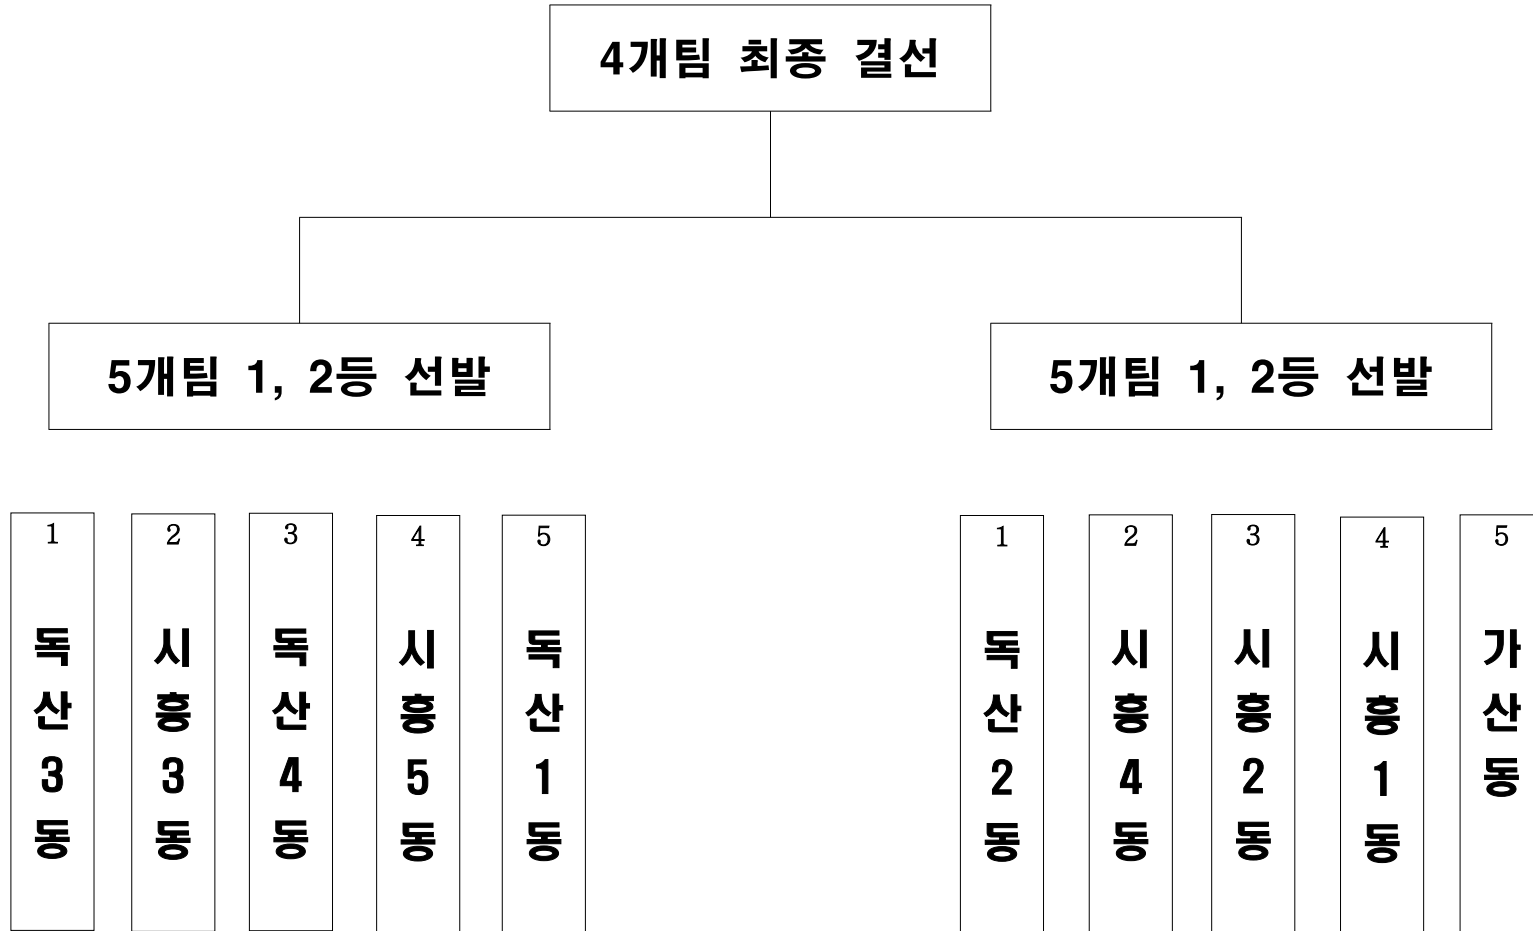 4개팀 최종 결선
5개팀 1, 2등 선발
5개팀 1, 2등 선발
1
독산3동
2
시흥3동
3
독산4동
4
시흥5동
5
독산1동
1
독산2동
2
시흥4동
3
시흥2동
4
시흥1동
5
가산동